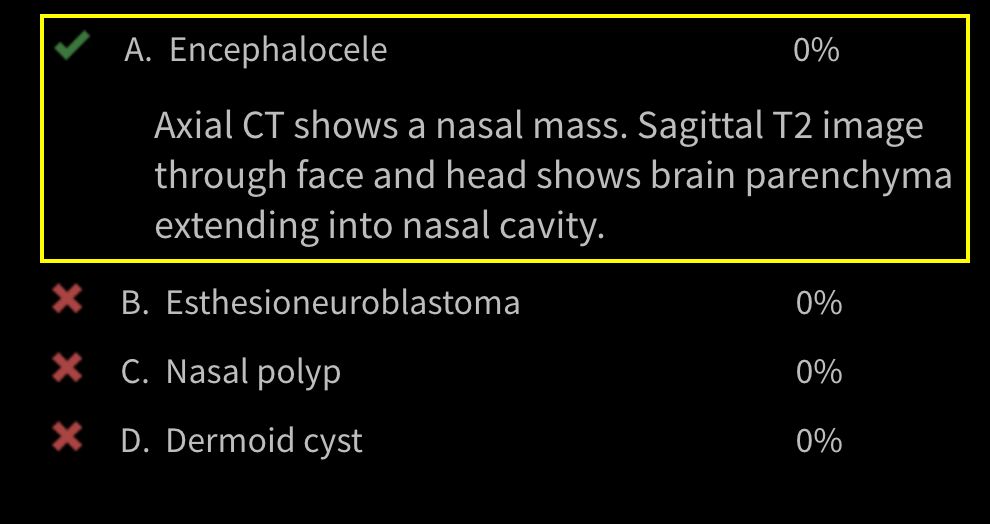 A. Encephalocele 0%
Axial CT shows a nasal mass. Sagittal T2 image
through face and head shows brain parenchyma
extending into nasal cavity.
B. Esthesioneuroblastoma 0%
C. Nasal polyp 0%
D. Dermoid cyst 0%